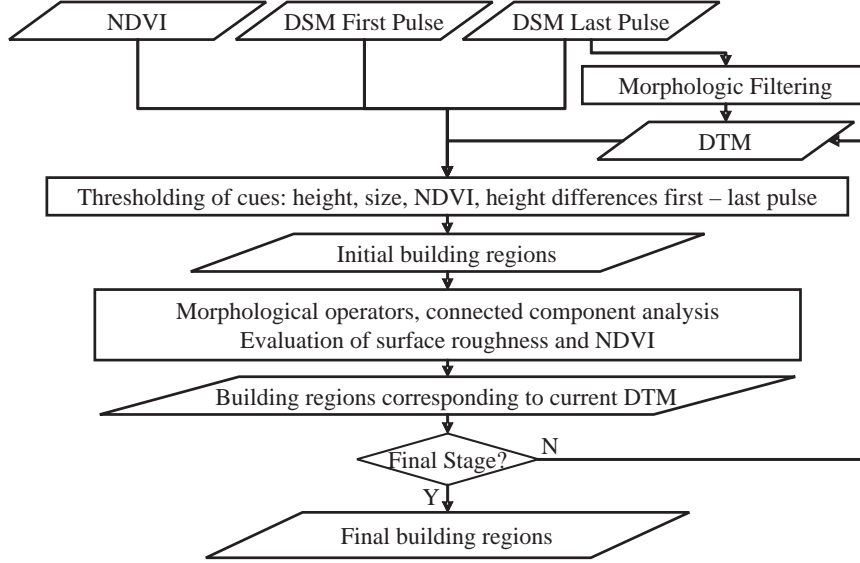 NDVI
DSM First Pulse
DSM Last Pulse
Morphologic Filtering
DTM
Thresholding of cues: height, size, NDVI, height differences first – last pulse
Initial building regions
Morphological operators, connected component analysis
Evaluation of surface roughness and NDVI
Building regions corresponding to current DTM
Final Stage?
N
Y
Final building regions